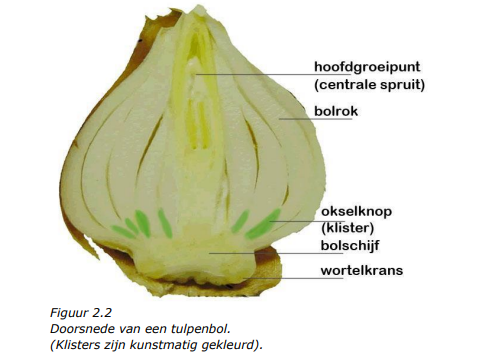 hoofdgroeipunt
(centrale spruit)
bolrok
okselknop
(klister)
bolschijf
wortelkrans
Figuur 2.2
Doorsnede van een tulpenbol.
(Klisters zijn kunstmatig gekleurd).